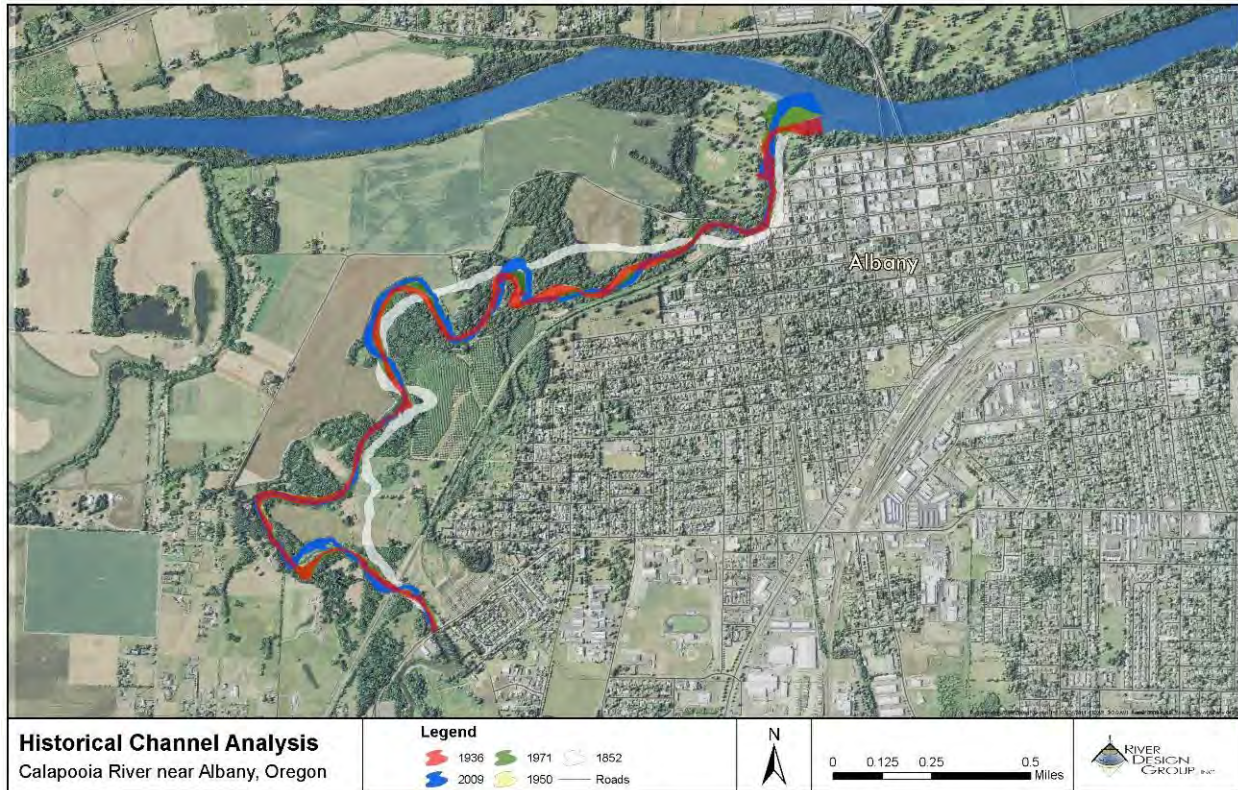 Albany
Historical Channel Analysis
Calapooia River near Albany, Oregon
Legend
1936
1971
1852
2009
1950
Roads
N
0 0.125 0.25 0.5
Miles
RIVER
DESIGN
GROUP, INC